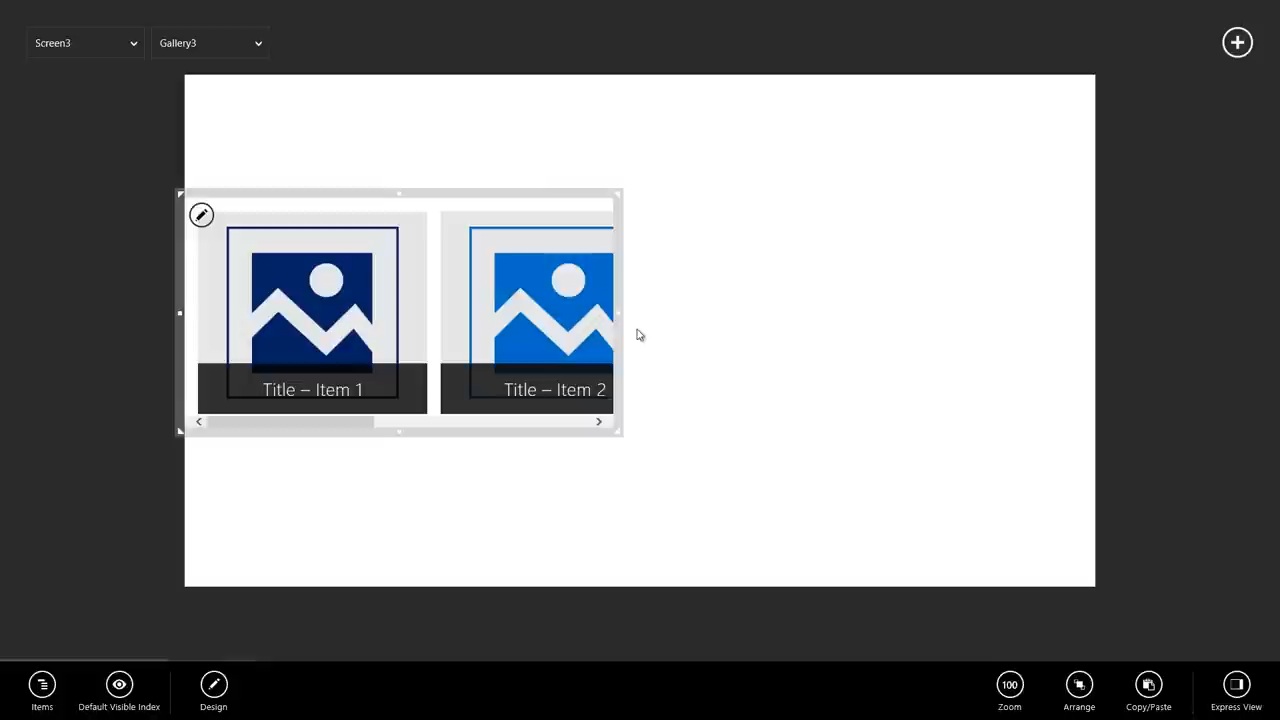 Screen3 Gallery3
Title – Item 1 Title – Item 2
100
Items Default Visible Index Design Zoom Arrange Copy/Paste Express View